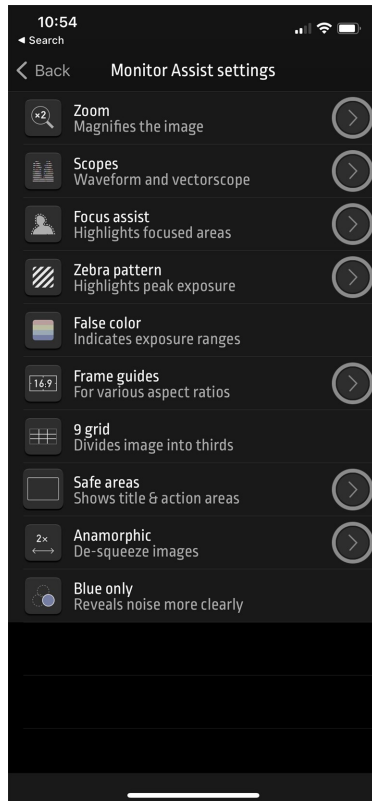 10:54
◀ Search
Back Monitor Assist settings
×2 Zoom
Magnifies the image
Scopes
Waveform and vectorscope
Focus assist
Highlights focused areas
Zebra pattern
Highlights peak exposure
False color
Indicates exposure ranges
16.9 Frame guides
For various aspect ratios
9 grid
Divides image into thirds
Safe areas
Shows title & action areas
2× Anamorphic
De-squeeze images
Blue only
Reveals noise more clearly